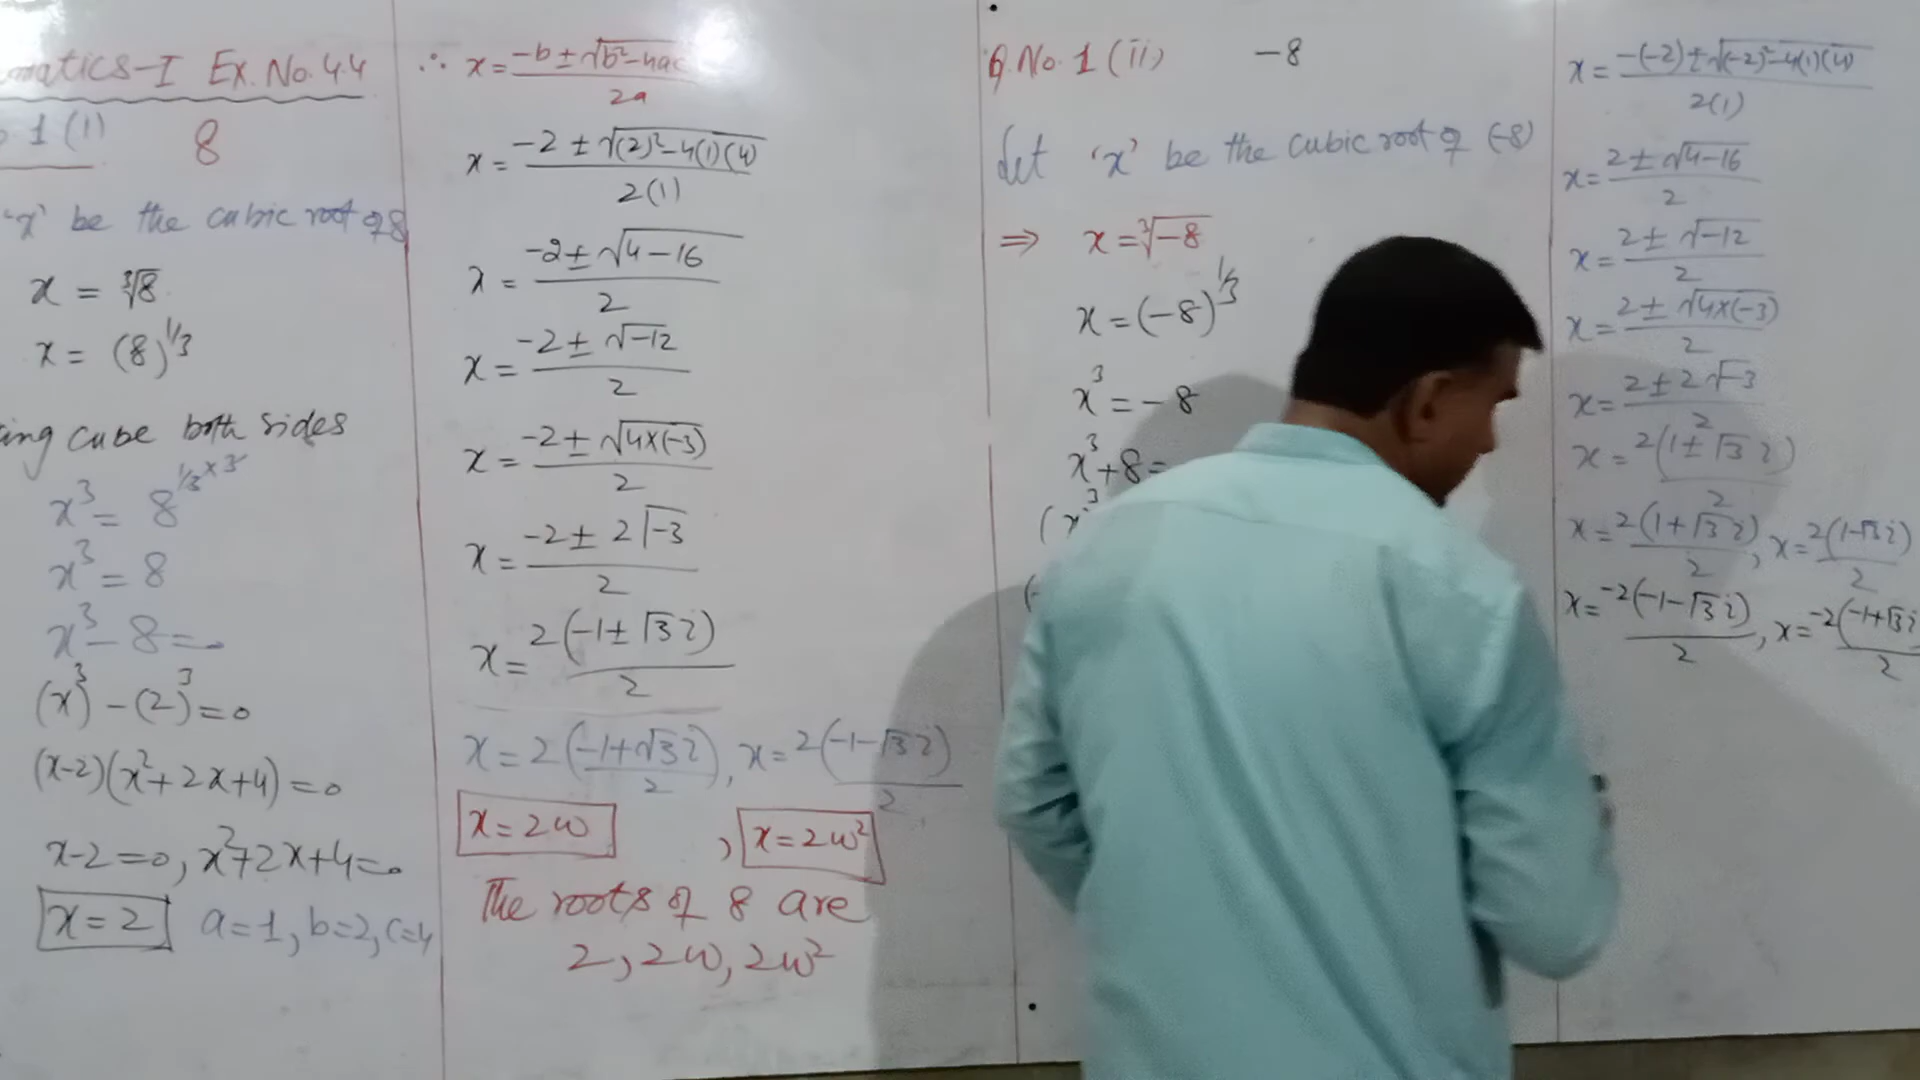 matics-I Ex. No. 4.4
1 (i) 8
'x' be the cubic root of 8
x = ∛8
x = (8)^1/3
ing cube both sides
x³ = 8^1/3×3
x³ = 8
x³ - 8 = 0
(x)³ - (2)³ = 0
(x-2)(x²+2x+4) = 0
x-2=0, x²+2x+4=0
x = 2 a=1, b=2, c=4
∴ x = (-b ± √(b²-4ac))/2a
x = (-2 ± √((2)²-4(1)(4)))/2(1)
x = (-2 ± √(4-16))/2
x = (-2 ± √-12)/2
x = (-2 ± √(4×(-3)))/2
x = (-2 ± 2√-3)/2
x = 2(-1 ± √3 i)/2
x = 2((-1+√3 i)/2), x = 2(-1-√3 i)/2
x = 2ω , x = 2ω²
The roots of 8 are
2, 2ω, 2ω²
Q. No. 1 (ii) -8
Let 'x' be the cubic root of (-8)
⇒ x = ∛-8
x = (-8)^1/3
x³ = -8
x³+8=
x = (-(-2) ± √((-2)²-4(1)(4)))/2(1)
x = (2 ± √(4-16))/2
x = (2 ± √-12)/2
x = (2 ± √(4×(-3)))/2
x = (2 ± 2√-3)/2
x = 2(1 ± √3 i)/2
x = 2(1+√3 i)/2, x = 2(1-√3 i)/2
x = -2(-1-√3 i)/2, x = -2(-1+√3 i/2